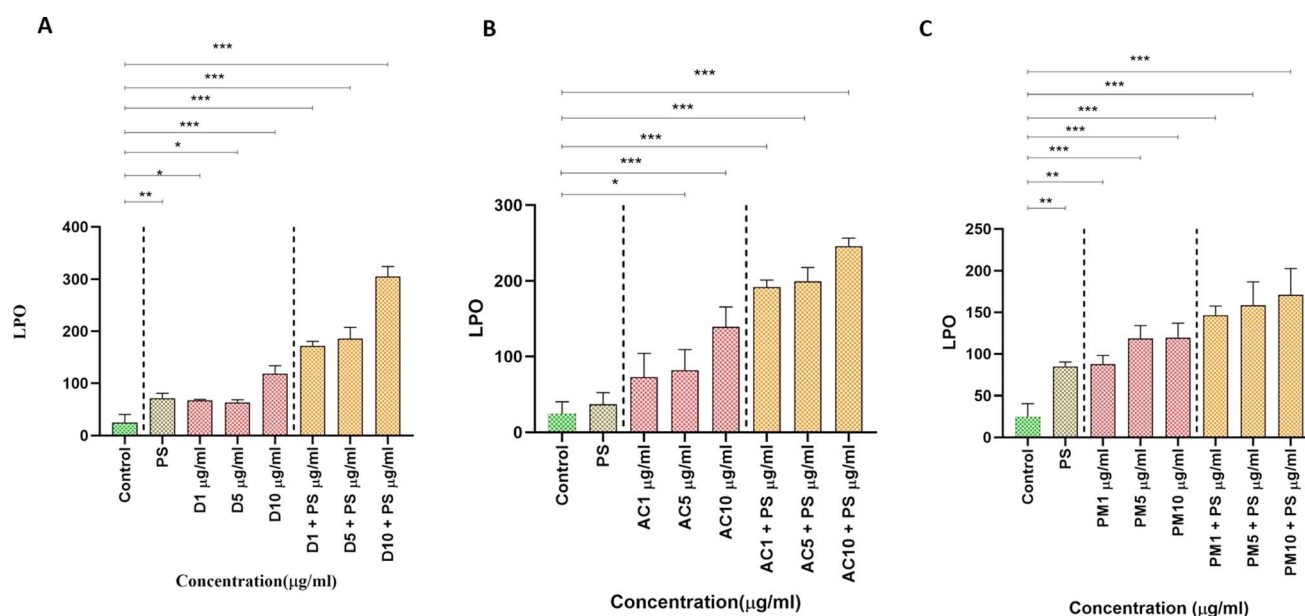 A
***
***
***
***
*
*
**
400
300
200
100
0
LPO
Control
PS
D1 µg/ml
D5 µg/ml
D10 µg/ml
D1 + PS µg/ml
D5 + PS µg/ml
D10 + PS µg/ml
Concentration(µg/ml)
B
***
***
***
***
*
300
200
100
0
LPO
Control
PS
AC1 µg/ml
AC5 µg/ml
AC10 µg/ml
AC1 + PS µg/ml
AC5 + PS µg/ml
AC10 + PS µg/ml
Concentration(µg/ml)
C
***
***
***
***
***
**
**
250
200
150
100
50
0
LPO
Control
PS
PM1 µg/ml
PM5 µg/ml
PM10 µg/ml
PM1 + PS µg/ml
PM5 + PS µg/ml
PM10 + PS µg/ml
Concentration (µg/ml)